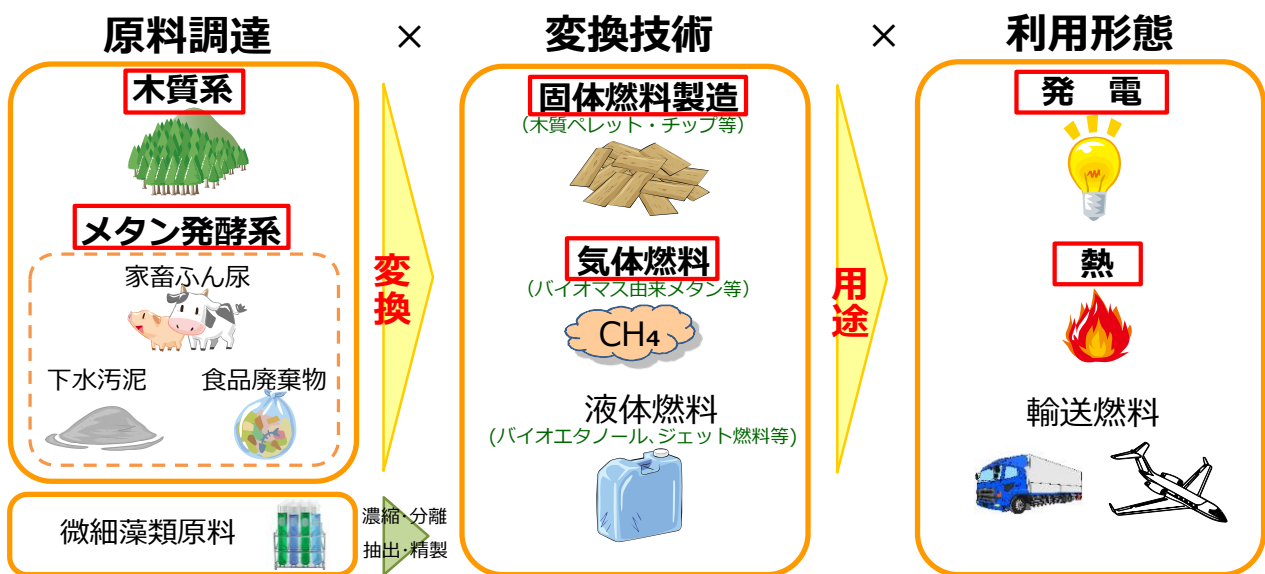 原料調達
×
変換技術
×
利用形態
木質系
メタン発酵系
家畜ふん尿
下水汚泥
食品廃棄物
微細藻類原料
変換
濃縮・分離
抽出・精製
固体燃料製造
(木質ペレット・チップ等)
気体燃料
(バイオマス由来メタン等)
CH₄
液体燃料
(バイオエタノール、ジェット燃料等)
用途
発　電
熱
輸送燃料